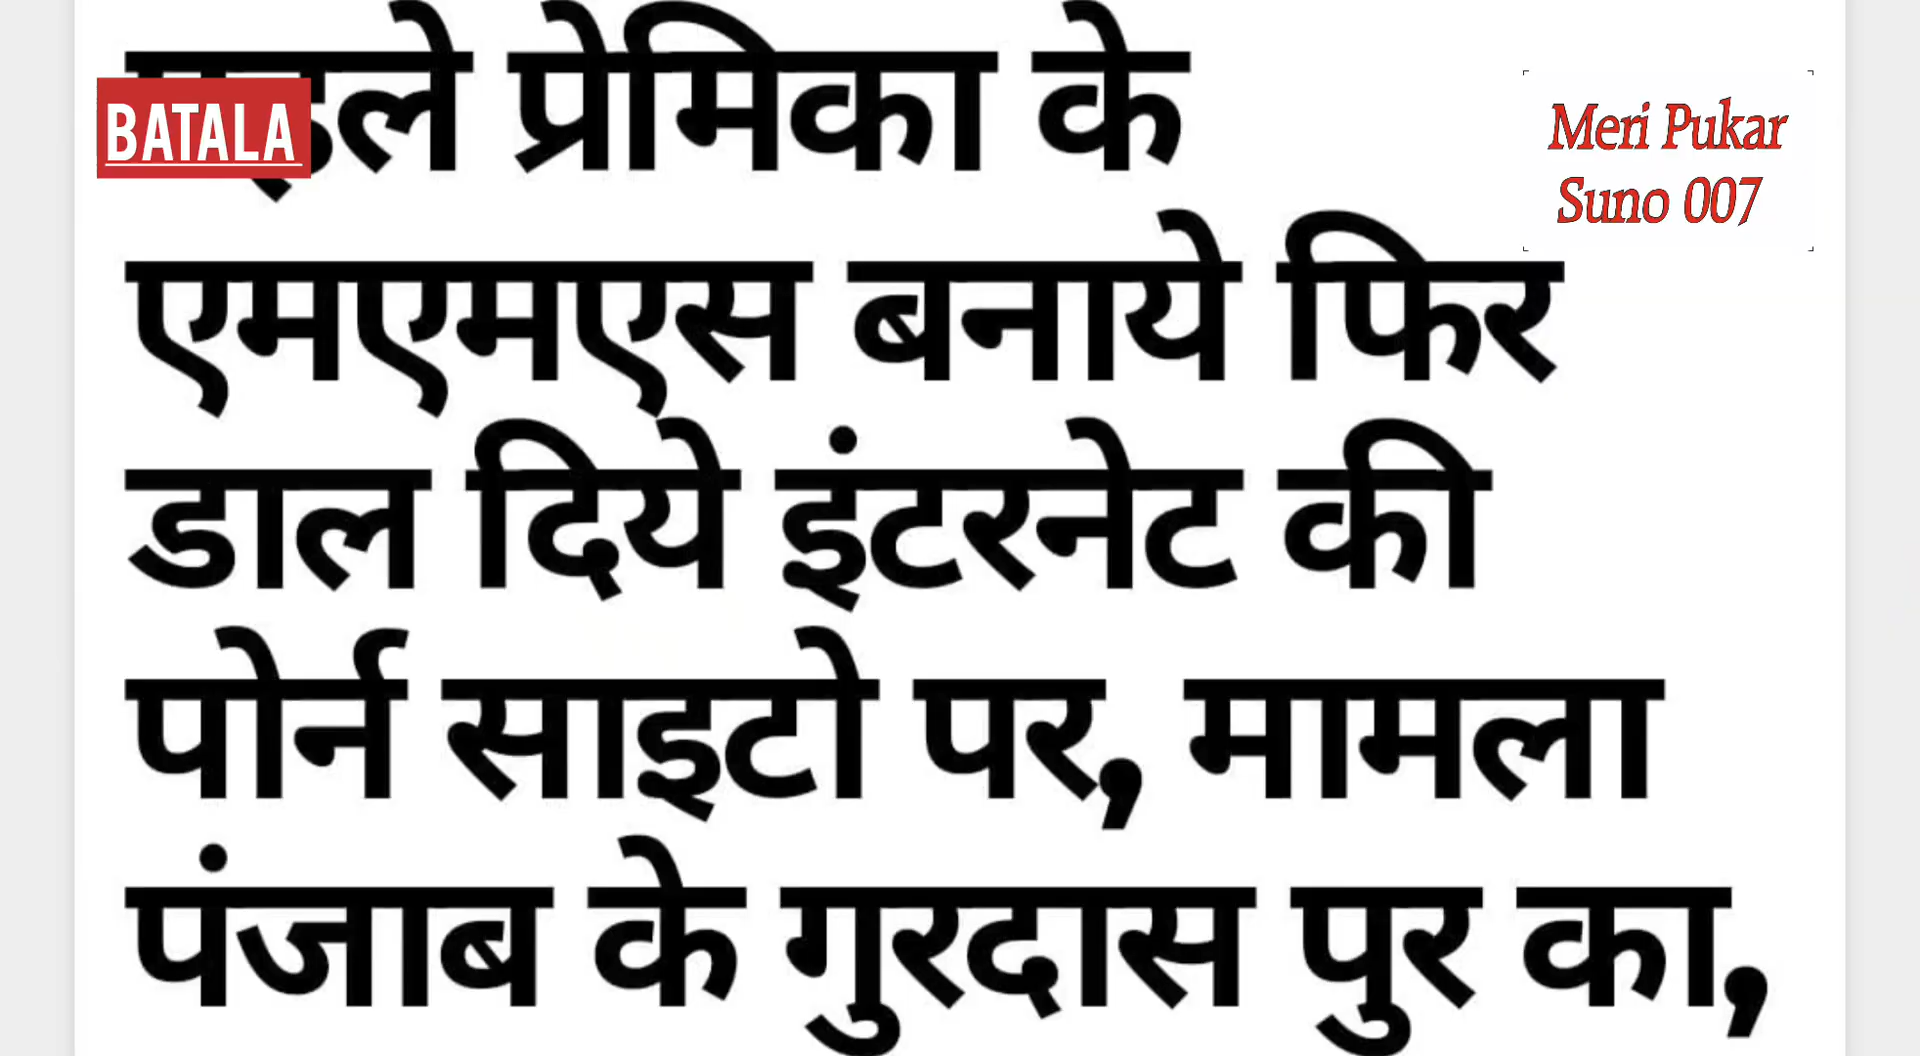 ले प्रेमिका के
BATALA
Meri Pukar
Suno 007
एमएमएस बनाये फिर
डाल दिये इंटरनेट की
पोर्न साइटो पर, मामला
पंजाब के गुरदास पुर का,